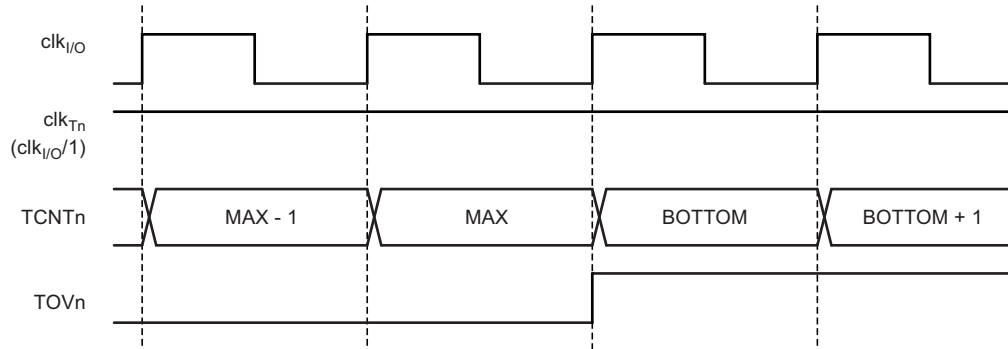 clkI/O
clkTn
(clkI/O/1)
TCNTn MAX - 1 MAX BOTTOM BOTTOM + 1
TOVn